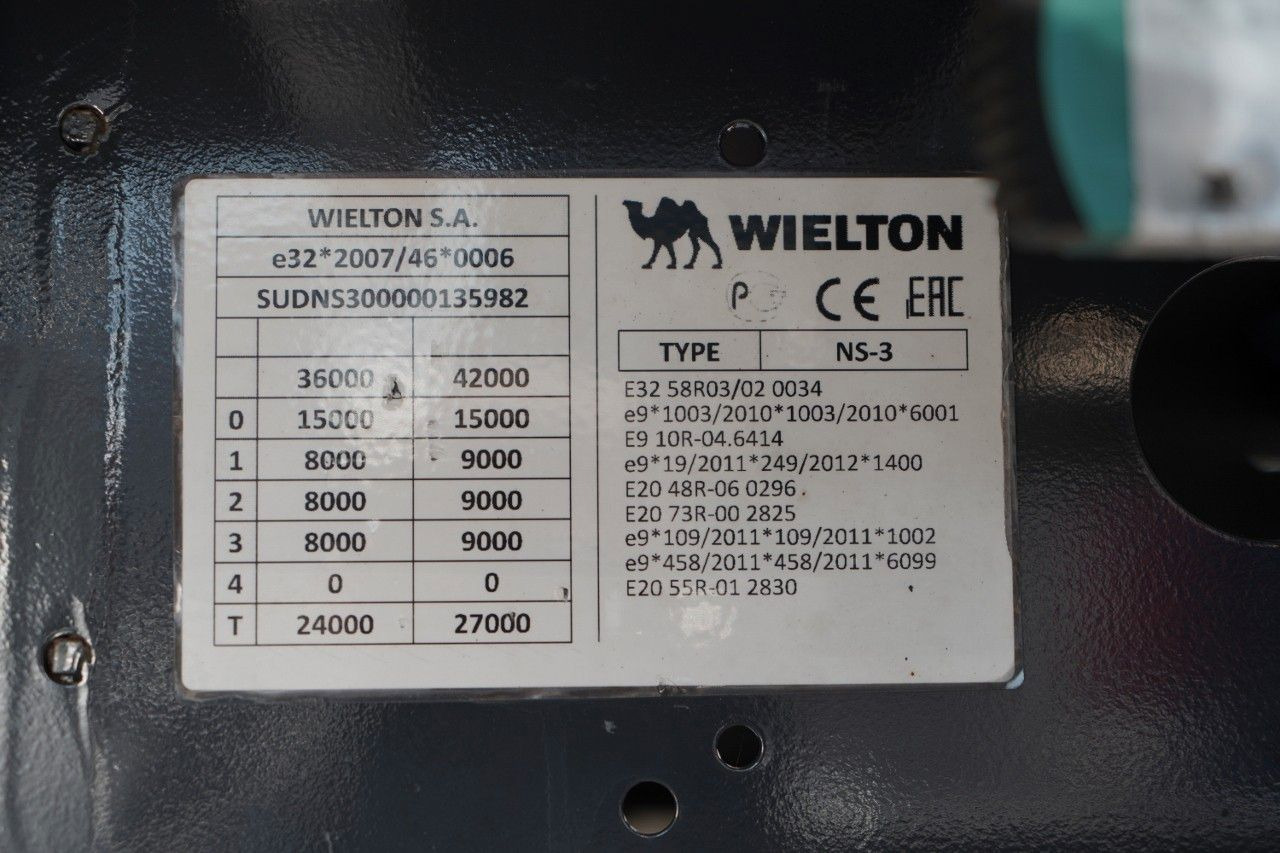 WIELTON S.A.
e32*2007/46*0006
SUDNS300000135982
36000 42000
0 15000 15000
1 8000 9000
2 8000 9000
3 8000 9000
4 0 0
T 24000 27000
WIELTON
CE EAC
TYPE NS-3
E32 58R03/02 0034
e9*1003/2010*1003/2010*6001
E9 10R-04.6414
e9*19/2011*249/2012*1400
E20 48R-06 0296
E20 73R-00 2825
e9*109/2011*109/2011*1002
e9*458/2011*458/2011*6099
E20 55R-01 2830